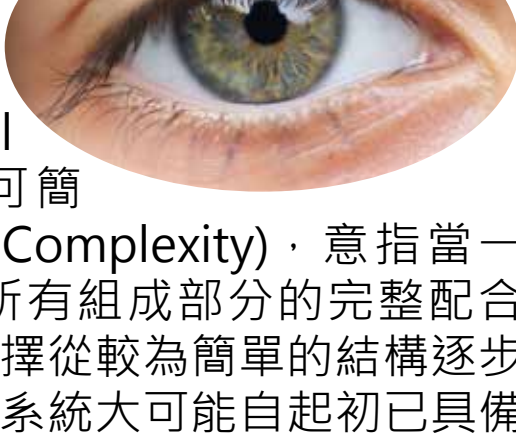 l
可簡
Complexity)，意指當一
所有組成部分的完整配合
擇從較為簡單的結構逐步
系統大可能自起初已具備